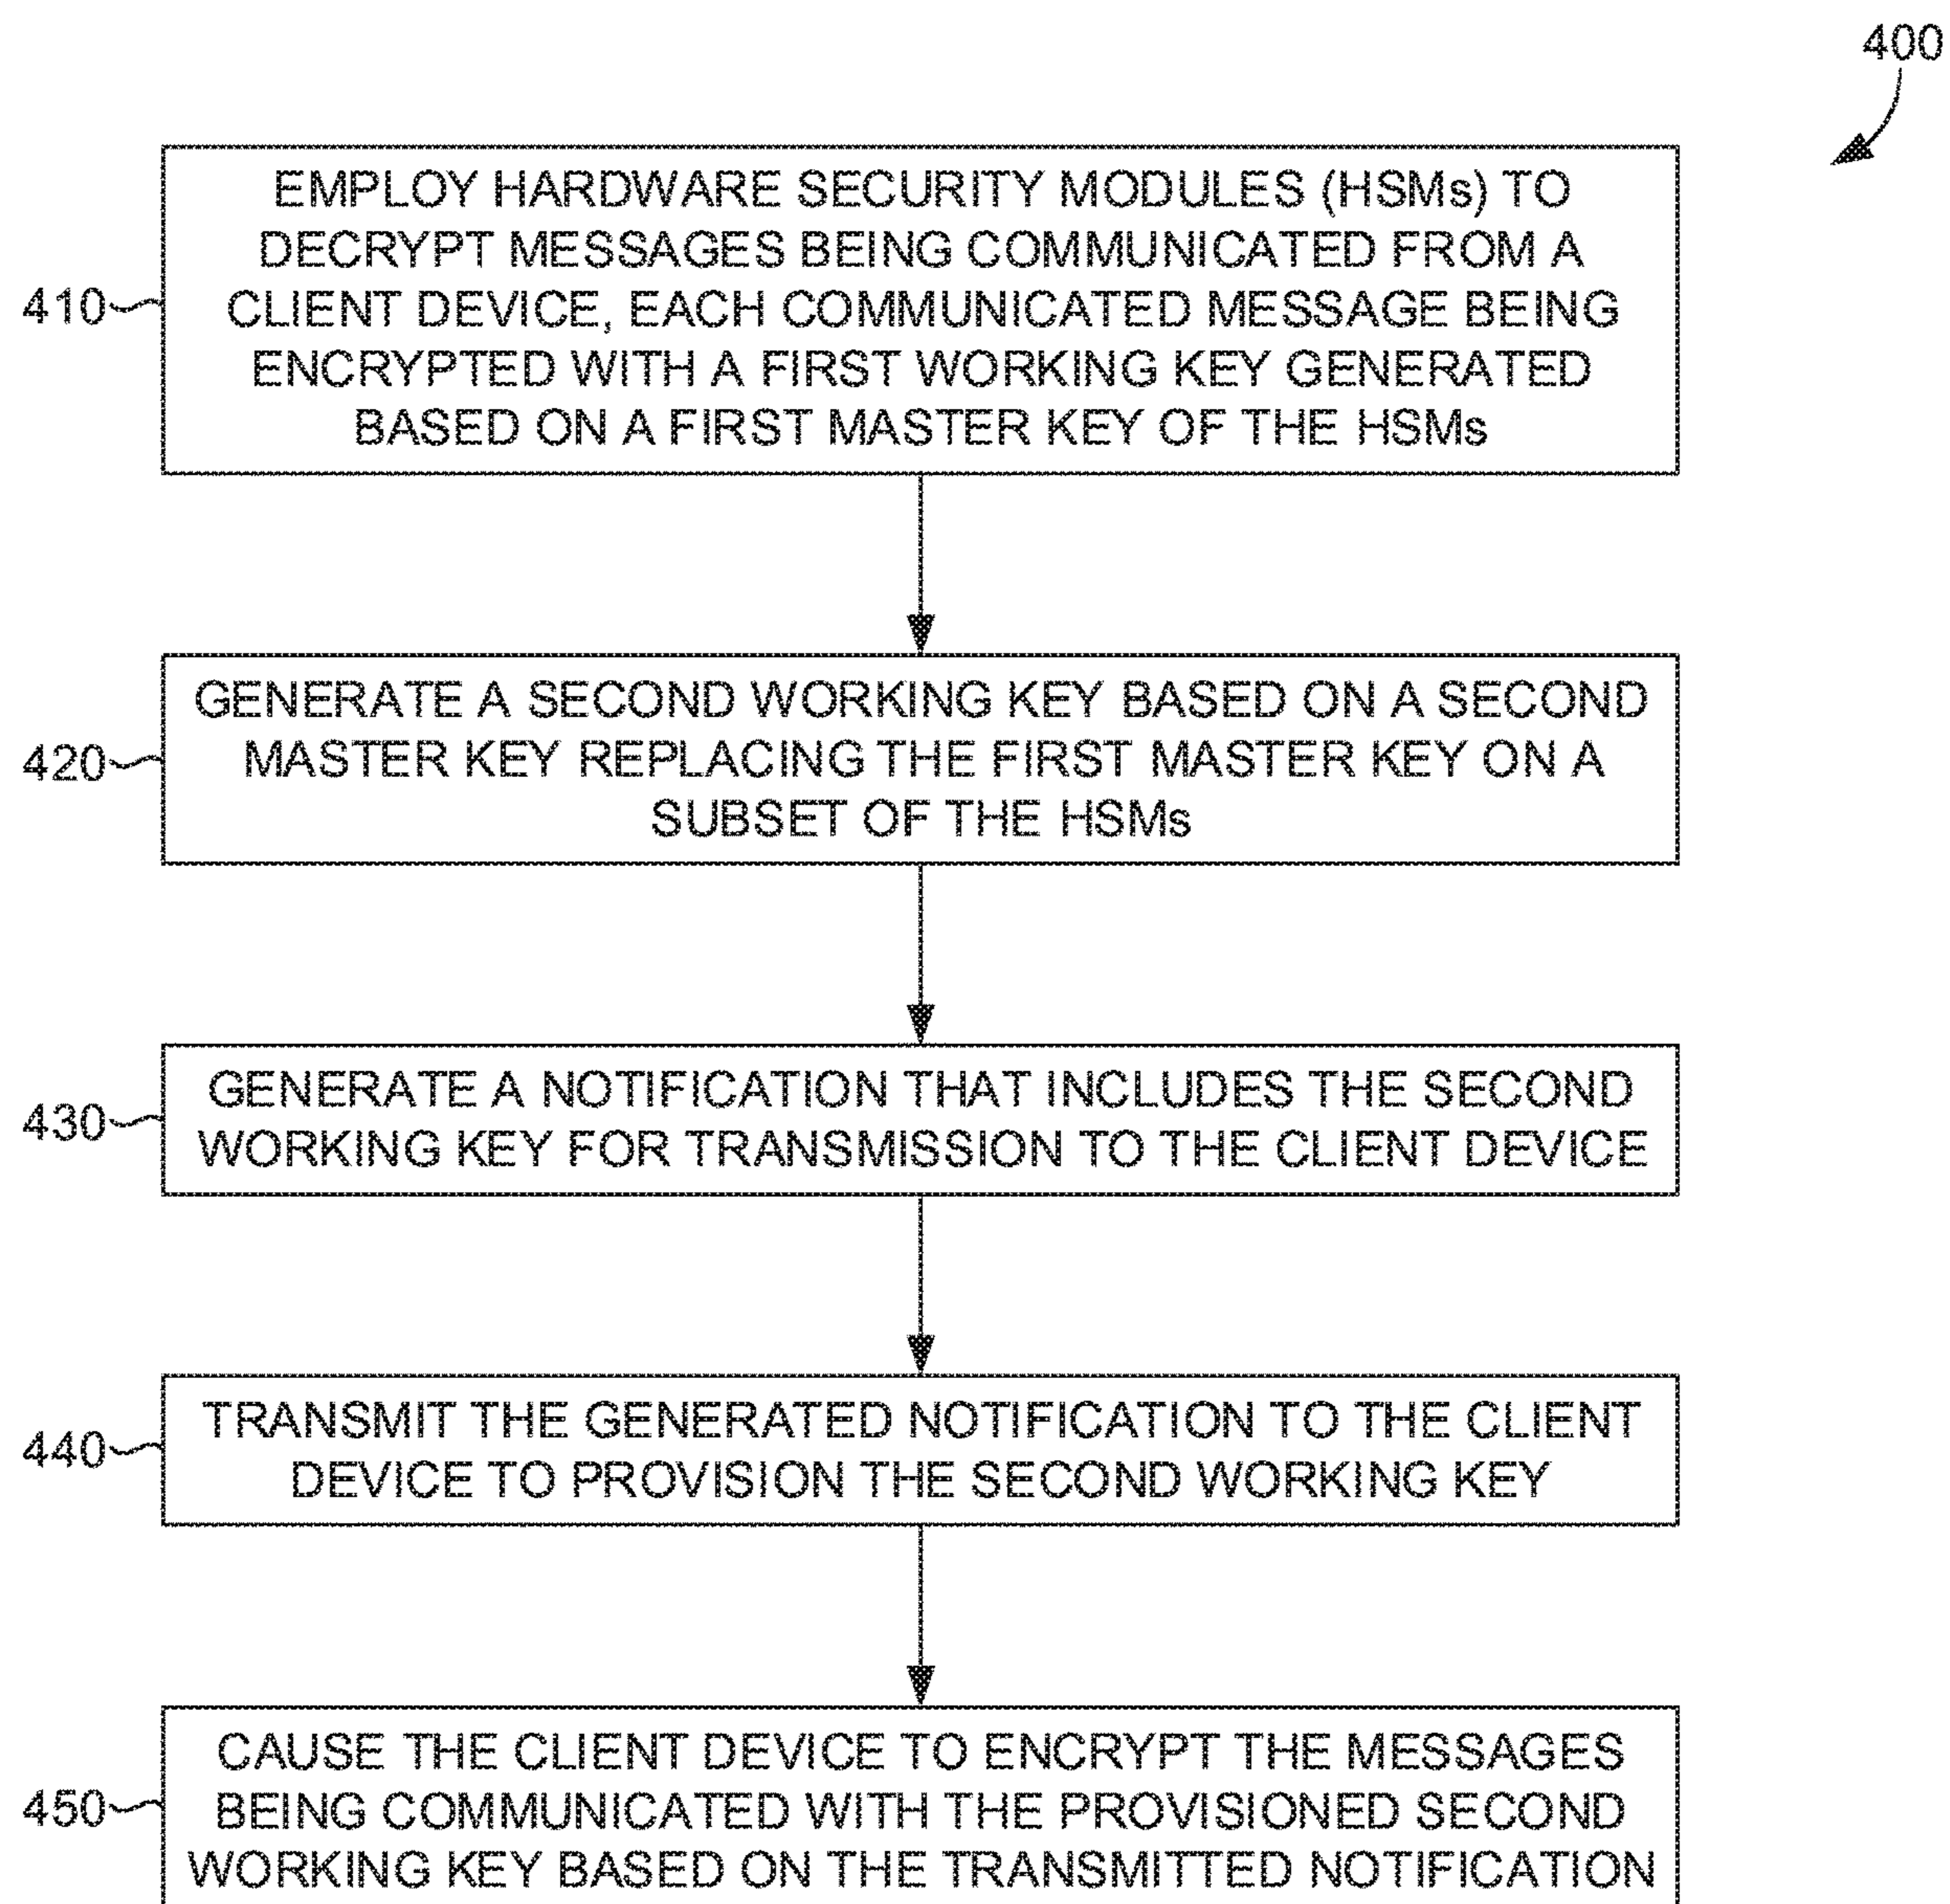 400
EMPLOY HARDWARE SECURITY MODULES (HSMs) TO
DECRYPT MESSAGES BEING COMMUNICATED FROM A
410
CLIENT DEVICE, EACH COMMUNICATED MESSAGE BEING
ENCRYPTED WITH A FIRST WORKING KEY GENERATED
BASED ON A FIRST MASTER KEY OF THE HSMs
GENERATE A SECOND WORKING KEY BASED ON A SECOND
420
MASTER KEY REPLACING THE FIRST MASTER KEY ON A
SUBSET OF THE HSMs
430
GENERATE A NOTIFICATION THAT INCLUDES THE SECOND
WORKING KEY FOR TRANSMISSION TO THE CLIENT DEVICE
440
TRANSMIT THE GENERATED NOTIFICATION TO THE CLIENT
DEVICE TO PROVISION THE SECOND WORKING KEY
CAUSE THE CLIENT DEVICE TO ENCRYPT THE MESSAGES
450
BEING COMMUNICATED WITH THE PROVISIONED SECOND
WORKING KEY BASED ON THE TRANSMITTED NOTIFICATION